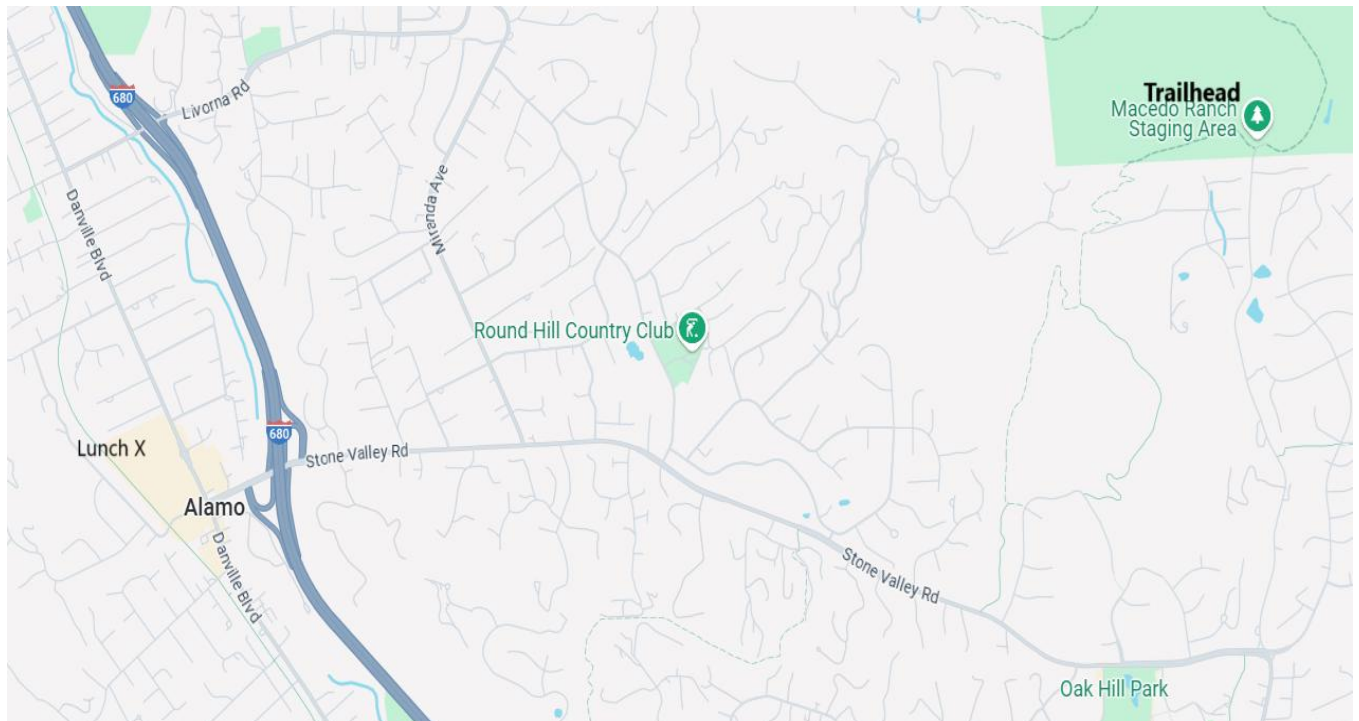 680
Livorna Rd
Trailhead
Macedo Ranch
Staging Area
Danville Blvd
Miranda Ave
Round Hill Country Club
680
Lunch X
Stone Valley Rd
Alamo
Danville Blvd
Stone Valley Rd
Oak Hill Park